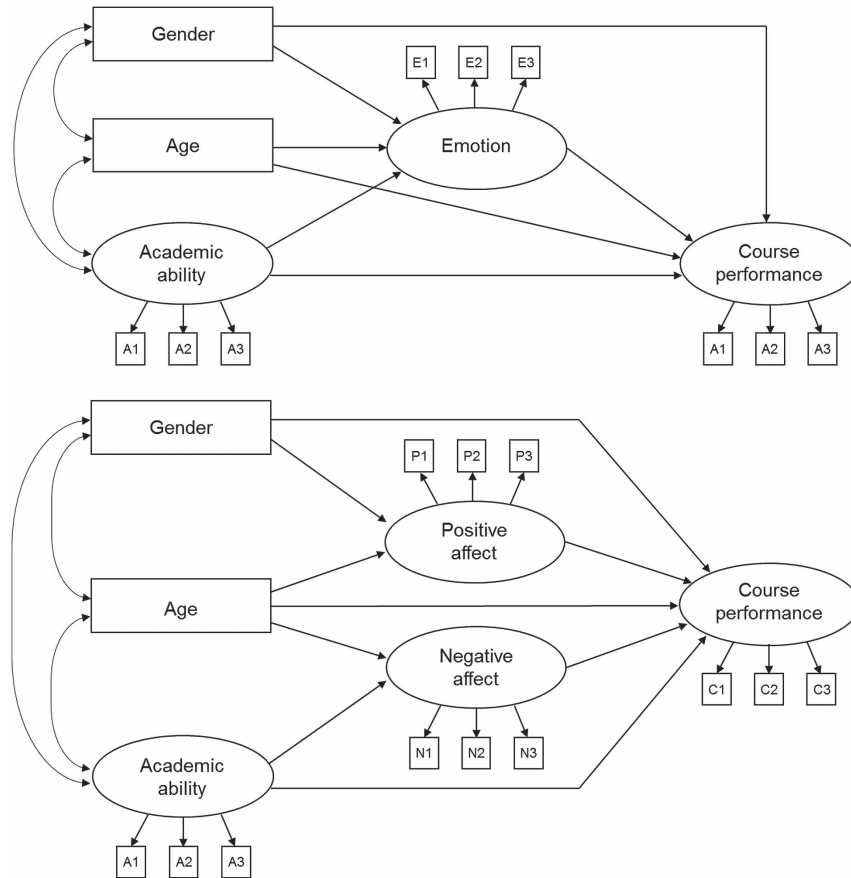 Gender
E1 E2 E3
Age
Emotion
Academic
ability
Course
performance
A1 A2 A3
A1 A2 A3
Gender
P1 P2 P3
Positive
affect
Age
Course
performance
Negative
affect
C1 C2 C3
N1 N2 N3
Academic
ability
A1 A2 A3